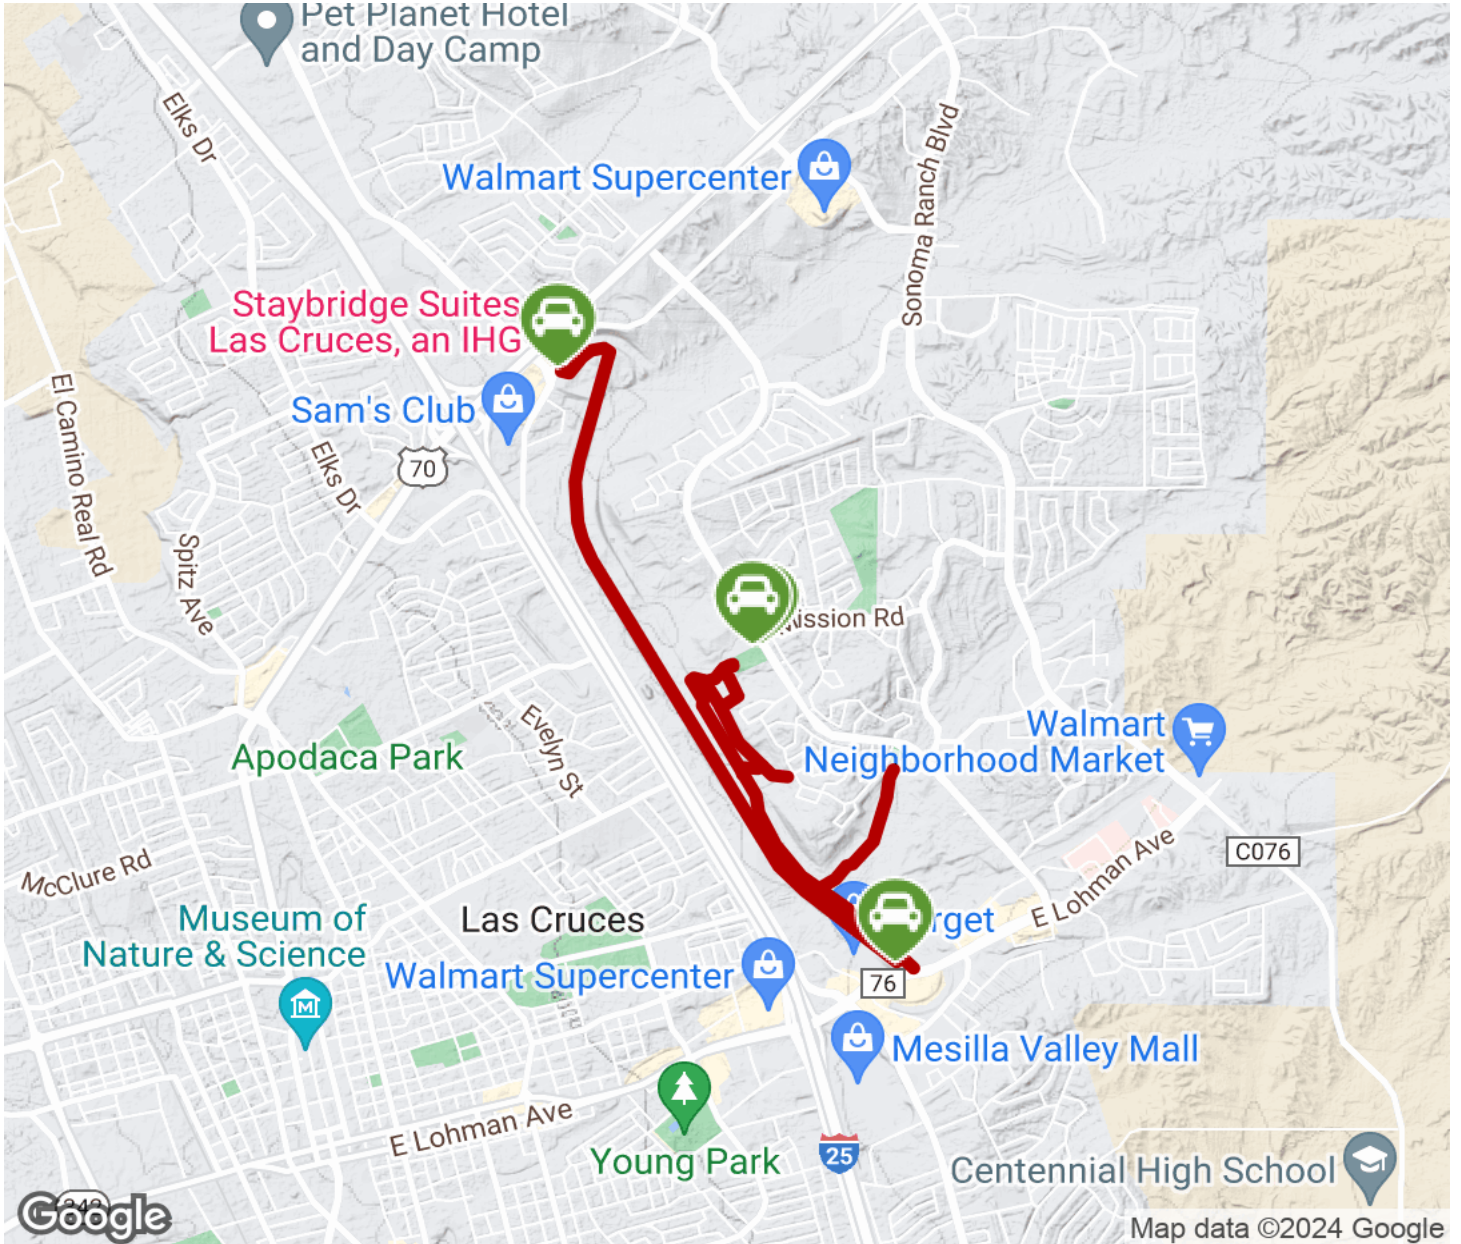 Pet Planet Hotel
and Day Camp
Elks Dr
Walmart Supercenter
Sonoma Ranch Blvd
Staybridge Suites
Las Cruces, an IHG
Sam's Club
El Camino Real Rd
70
Elks Dr
Spitz Ave
Mission Rd
Evelyn St
Apodaca Park
Walmart
Neighborhood Market
C076
McClure Rd
E Lohman Ave
Museum of
Nature & Science
Las Cruces
rget
Walmart Supercenter
76
Mesilla Valley Mall
E Lohman Ave
Young Park
25
Centennial High School
Google
Map data ©2024 Google